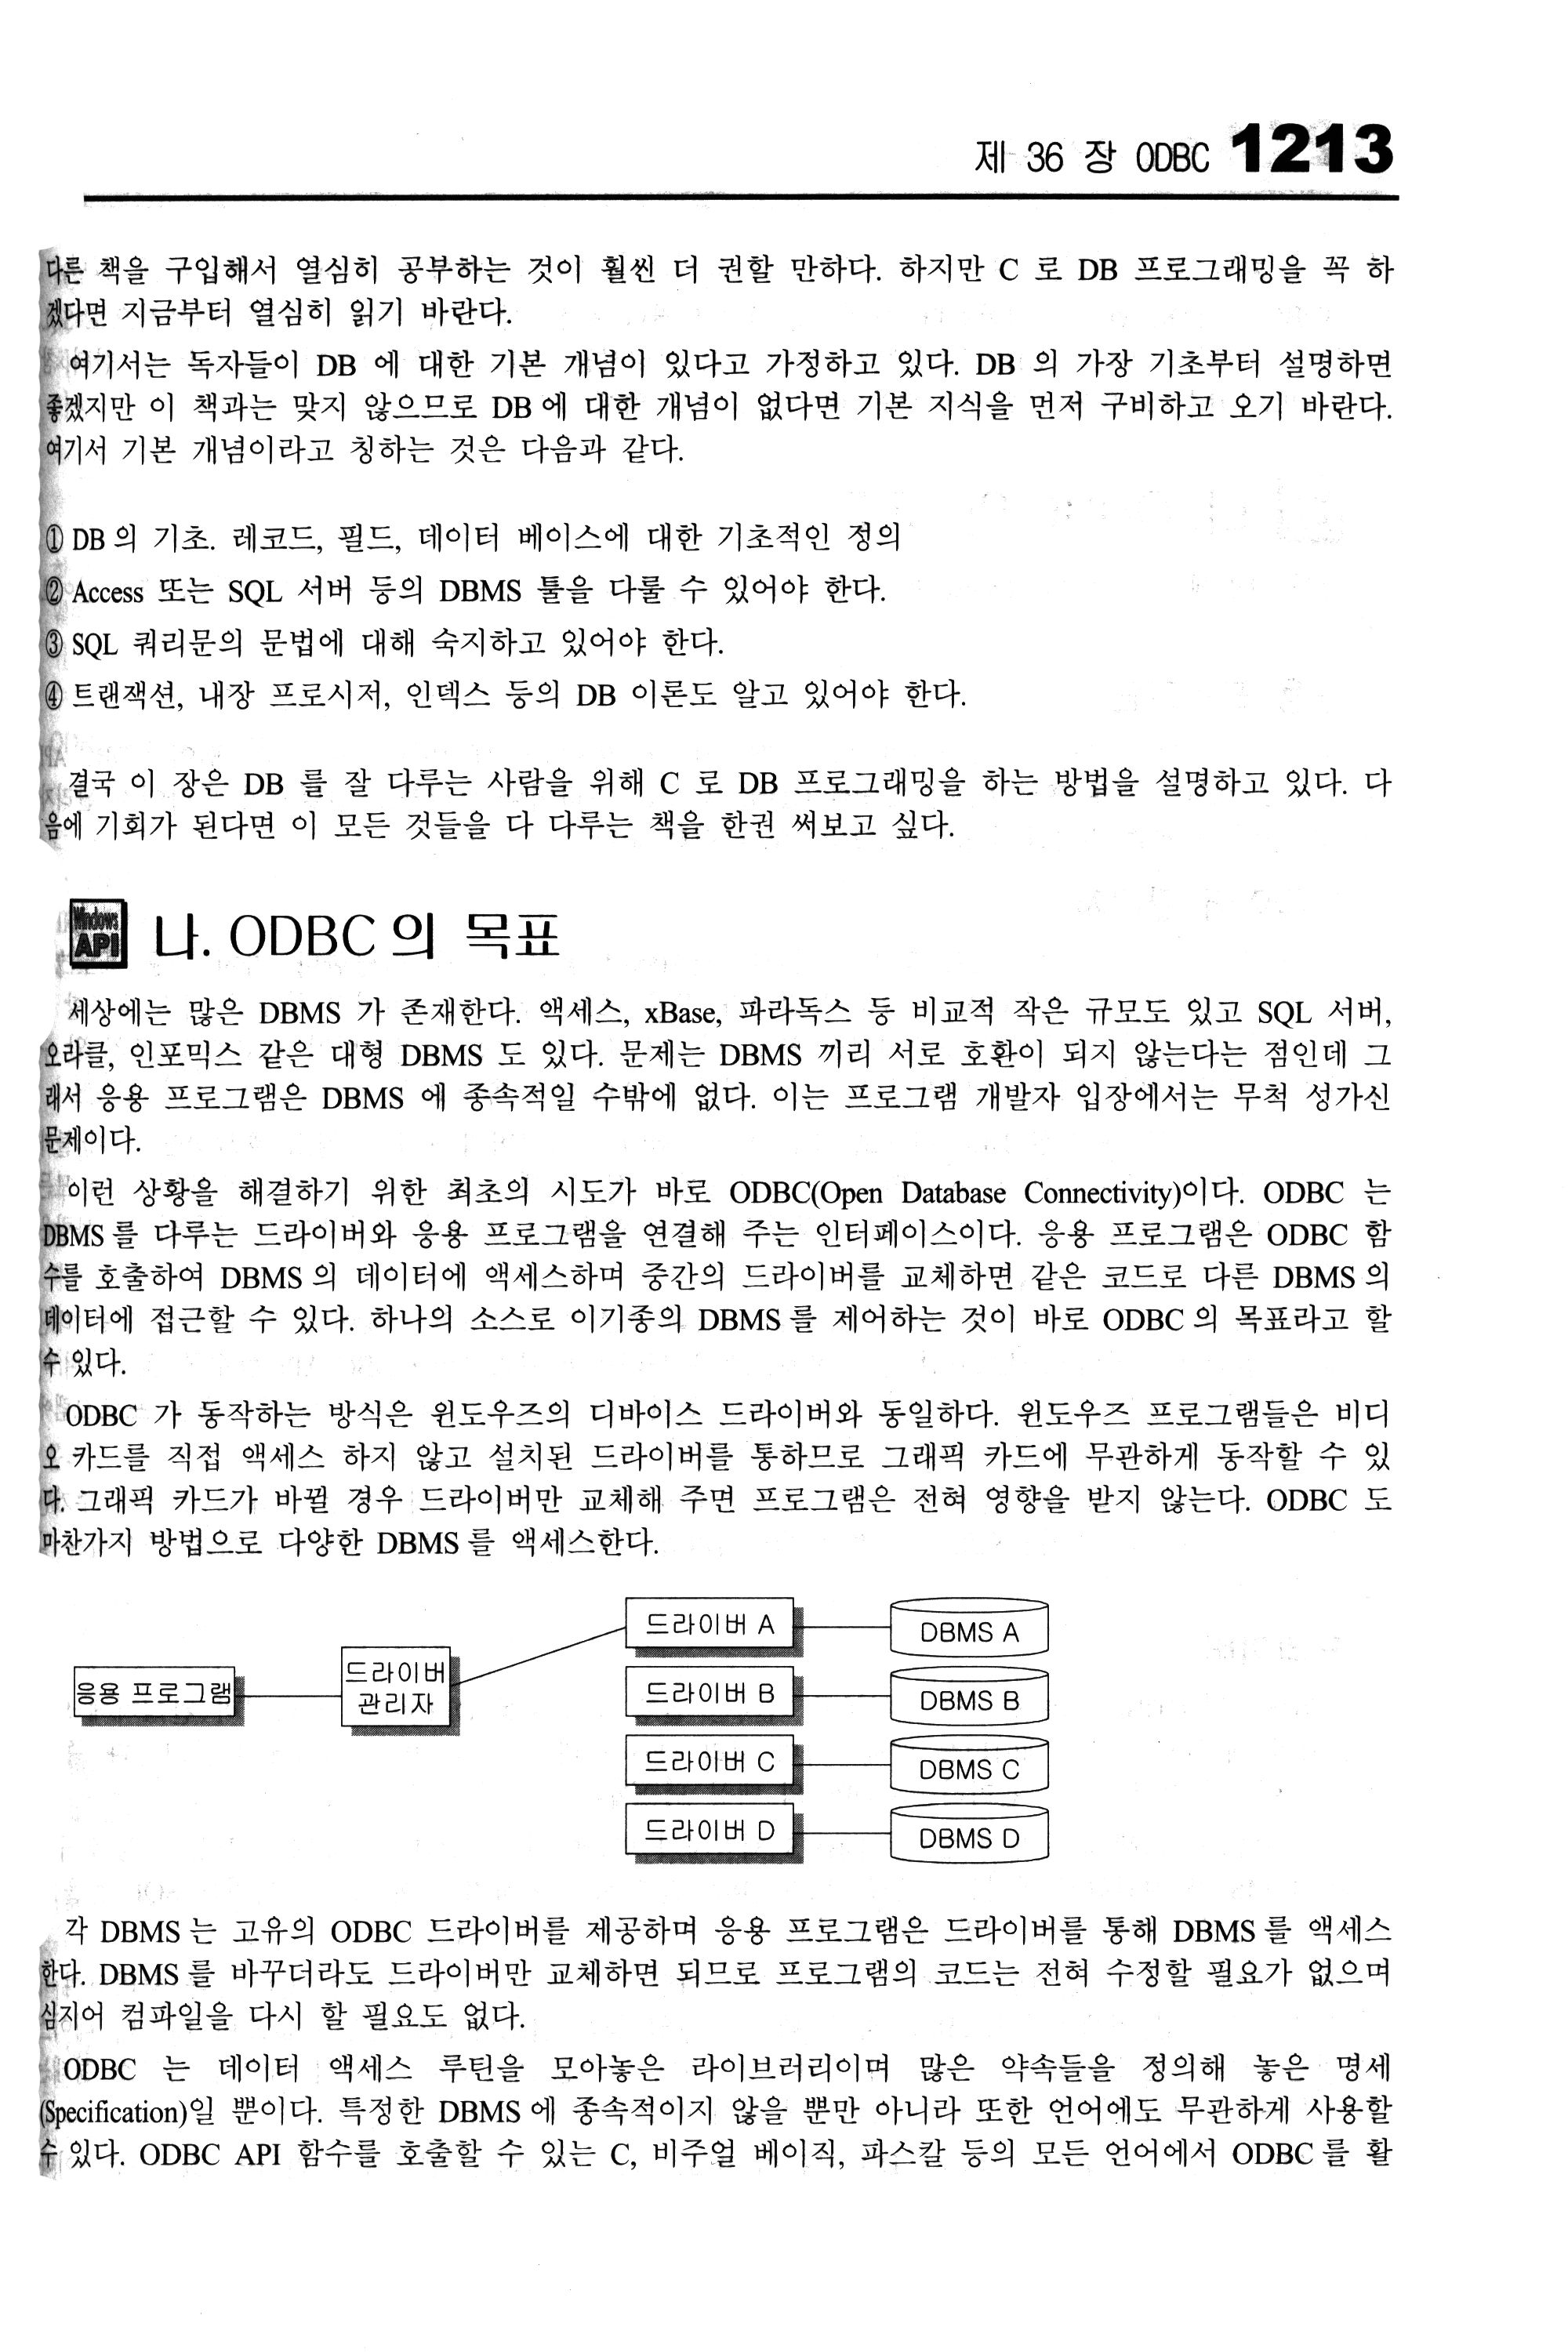 제 36 장 ODBC 1213
다른 책을 구입해서 열심히 공부하는 것이 훨씬 더 권할 만하다. 하지만 C 로 DB 프로그래밍을 꼭 하
겠다면 지금부터 열심히 읽기 바란다.
여기서는 독자들이 DB 에 대한 기본 개념이 있다고 가정하고 있다. DB 의 가장 기초부터 설명하면
좋겠지만 이 책과는 맞지 않으므로 DB 에 대한 개념이 없다면 기본 지식을 먼저 구비하고 오기 바란다.
여기서 기본 개념이라고 칭하는 것은 다음과 같다.
① DB 의 기초. 레코드, 필드, 데이터 베이스에 대한 기초적인 정의
② Access 또는 SQL 서버 등의 DBMS 툴을 다룰 수 있어야 한다.
③ SQL 쿼리문의 문법에 대해 숙지하고 있어야 한다.
④ 트랜잭션, 내장 프로시저, 인덱스 등의 DB 이론도 알고 있어야 한다.
결국 이 장은 DB 를 잘 다루는 사람을 위해 C 로 DB 프로그래밍을 하는 방법을 설명하고 있다. 다
음에 기회가 된다면 이 모든 것들을 다 다루는 책을 한권 써보고 싶다.
Windows
API
나. ODBC 의 목표
세상에는 많은 DBMS 가 존재한다. 액세스, xBase, 파라독스 등 비교적 작은 규모도 있고 SQL 서버,
오라클, 인포믹스 같은 대형 DBMS 도 있다. 문제는 DBMS 끼리 서로 호환이 되지 않는다는 점인데 그
래서 응용 프로그램은 DBMS 에 종속적일 수밖에 없다. 이는 프로그램 개발자 입장에서는 무척 성가신
문제이다.
이런 상황을 해결하기 위한 최초의 시도가 바로 ODBC(Open Database Connectivity)이다. ODBC 는
DBMS 를 다루는 드라이버와 응용 프로그램을 연결해 주는 인터페이스이다. 응용 프로그램은 ODBC 함
수를 호출하여 DBMS 의 데이터에 액세스하며 중간의 드라이버를 교체하면 같은 코드로 다른 DBMS 의
데이터에 접근할 수 있다. 하나의 소스로 이기종의 DBMS 를 제어하는 것이 바로 ODBC 의 목표라고 할
수 있다.
ODBC 가 동작하는 방식은 윈도우즈의 디바이스 드라이버와 동일하다. 윈도우즈 프로그램들은 비디
오 카드를 직접 액세스 하지 않고 설치된 드라이버를 통하므로 그래픽 카드에 무관하게 동작할 수 있
다. 그래픽 카드가 바뀔 경우 드라이버만 교체해 주면 프로그램은 전혀 영향을 받지 않는다. ODBC 도
마찬가지 방법으로 다양한 DBMS 를 액세스한다.
응용 프로그램
드라이버
관리자
드라이버 A
DBMS A
드라이버 B
DBMS B
드라이버 C
DBMS C
드라이버 D
DBMS D
각 DBMS 는 고유의 ODBC 드라이버를 제공하며 응용 프로그램은 드라이버를 통해 DBMS 를 액세스
한다. DBMS 를 바꾸더라도 드라이버만 교체하면 되므로 프로그램의 코드는 전혀 수정할 필요가 없으며
심지어 컴파일을 다시 할 필요도 없다.
ODBC 는 데이터 액세스 루틴을 모아놓은 라이브러리이며 많은 약속들을 정의해 놓은 명세
(Specification)일 뿐이다. 특정한 DBMS 에 종속적이지 않을 뿐만 아니라 또한 언어에도 무관하게 사용할
수 있다. ODBC API 함수를 호출할 수 있는 C, 비주얼 베이직, 파스칼 등의 모든 언어에서 ODBC 를 활